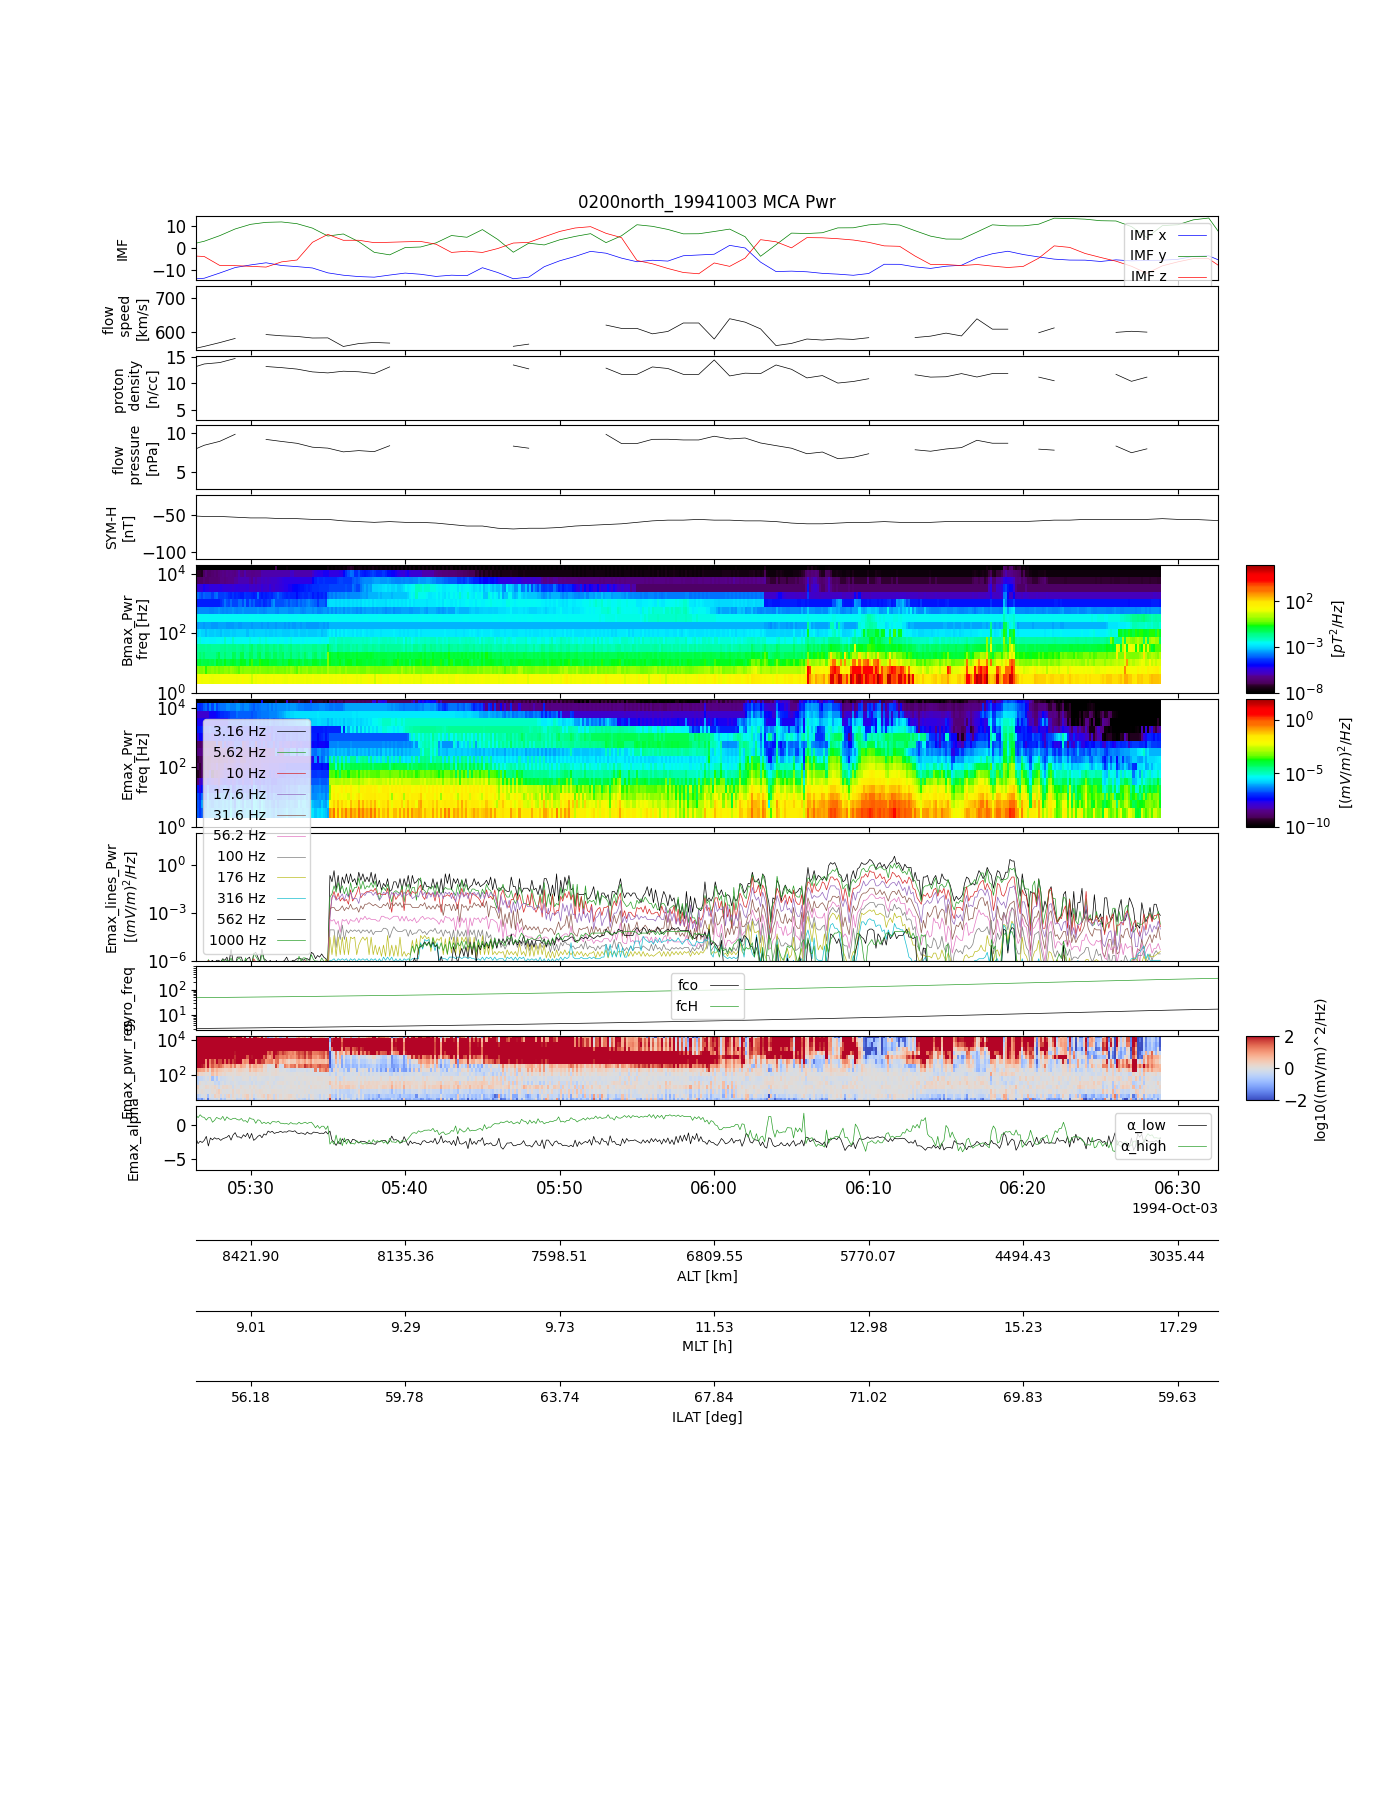 0200north_19941003 MCA Pwr
IMF
10
0
−10
IMF x
IMF y
IMF z
flow
speed
[km/s]
700
600
proton
density
[n/cc]
15
10
5
flow
pressure
[nPa]
10
5
SYM-H
[nT]
−50
−100
Bmax_Pwr
freq [Hz]
10^4
10^2
10^0
10^2
10^−3
10^−8
[pT^2/Hz]
Emax_Pwr
freq [Hz]
10^4
10^2
10^0
10^0
10^−5
10^−10
[(mV/m)^2/Hz]
3.16 Hz
5.62 Hz
10 Hz
17.6 Hz
31.6 Hz
56.2 Hz
100 Hz
176 Hz
316 Hz
562 Hz
1000 Hz
Emax_lines_Pwr
[(mV/m)^2/Hz]
10^0
10^−3
10^−6
gyro_freq
10^2
10^1
fco
fcH
Emax_pwr_reg
10^4
10^2
2
0
−2
log10((mV/m)^2/Hz)
Emax_alpha
0
−5
α_low
α_high
05:30 05:40 05:50 06:00 06:10 06:20 06:30
1994-Oct-03
8421.90 8135.36 7598.51 6809.55 5770.07 4494.43 3035.44
ALT [km]
9.01 9.29 9.73 11.53 12.98 15.23 17.29
MLT [h]
56.18 59.78 63.74 67.84 71.02 69.83 59.63
ILAT [deg]